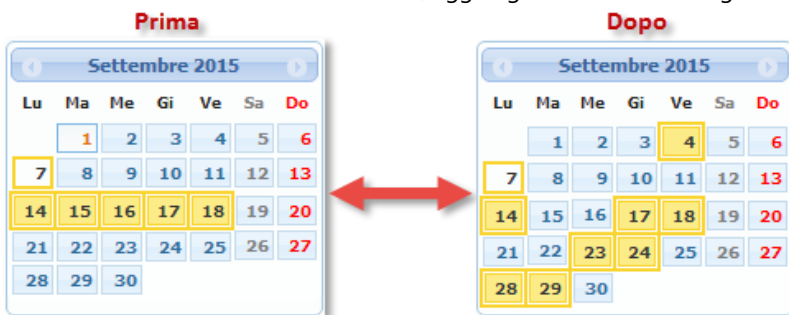 Prima
Settembre 2015
Lu Ma Me Gi Ve Sa Do
1 2 3 4 5 6
7 8 9 10 11 12 13
14 15 16 17 18 19 20
21 22 23 24 25 26 27
28 29 30
Dopo
Settembre 2015
Lu Ma Me Gi Ve Sa Do
1 2 3 4 5 6
7 8 9 10 11 12 13
14 15 16 17 18 19 20
21 22 23 24 25 26 27
28 29 30